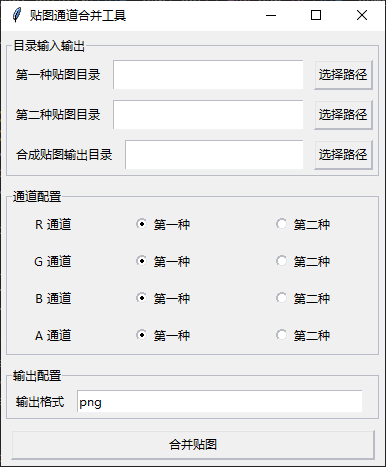 贴图通道合并工具
目录输入输出
第一种贴图目录 选择路径
第二种贴图目录 选择路径
合成贴图输出目录 选择路径
通道配置
R 通道 第一种 第二种
G 通道 第一种 第二种
B 通道 第一种 第二种
A 通道 第一种 第二种
输出配置
输出格式 png
合并贴图